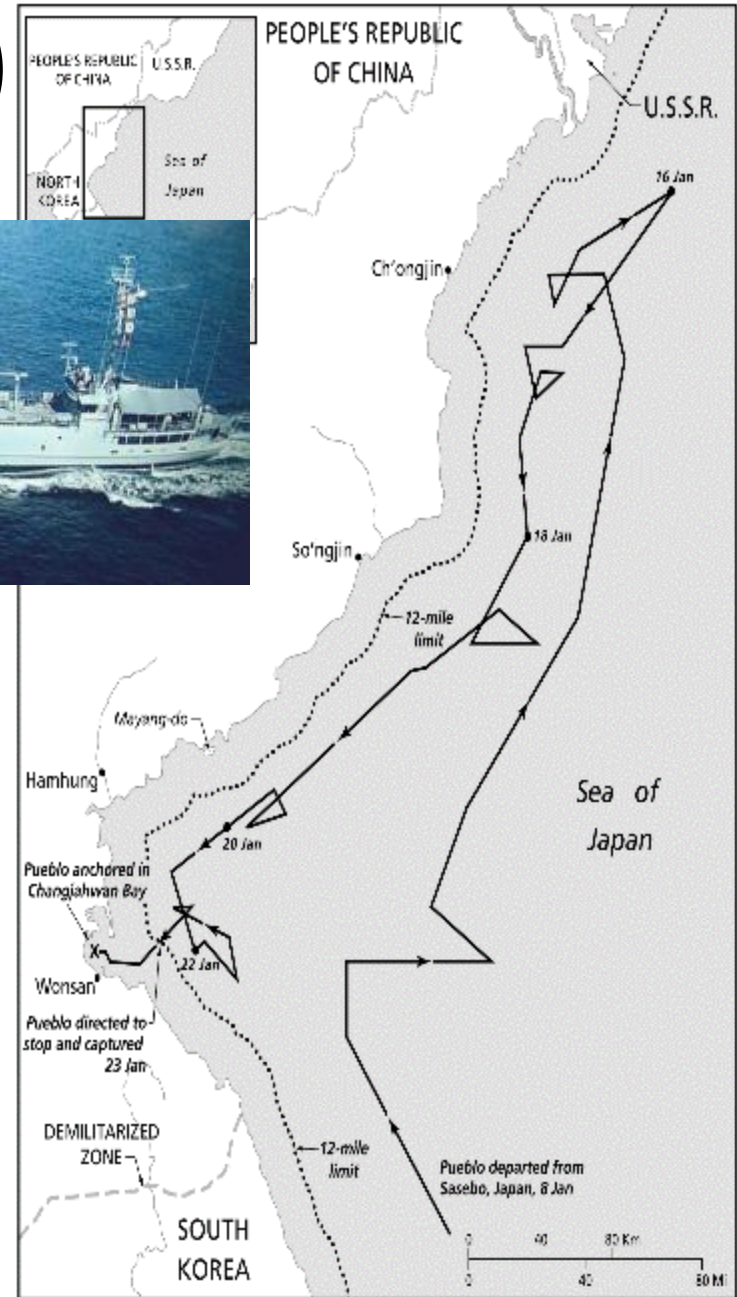 PEOPLE'S REPUBLIC
OF CHINA
PEOPLE'S REPUBLIC
OF CHINA
U.S.S.R.
U.S.S.R.
Sea of
Japan
NORTH
KOREA
16 Jan
Ch'ongjin
18 Jan
So'ngjin
12-mile
limit
Mayang-do
Hamhung
Sea of
Japan
20 Jan
Pueblo anchored in
Changjahwan Bay
22 Jan
Wonsan
Pueblo directed to
stop and captured
23 Jan
DEMILITARIZED
ZONE
12-mile
limit
Pueblo departed from
Sasebo, Japan, 8 Jan
SOUTH
KOREA
0 40 80 Km
0 40 80 Mi